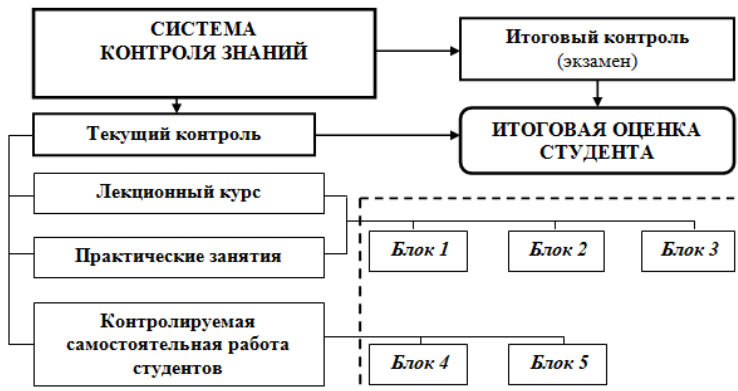 СИСТЕМА
КОНТРОЛЯ ЗНАНИЙ
Итоговый контроль
(экзамен)
Текущий контроль
ИТОГОВАЯ ОЦЕНКА
СТУДЕНТА
Лекционный курс
Практические занятия
Блок 1
Блок 2
Блок 3
Контролируемая
самостоятельная работа
студентов
Блок 4
Блок 5